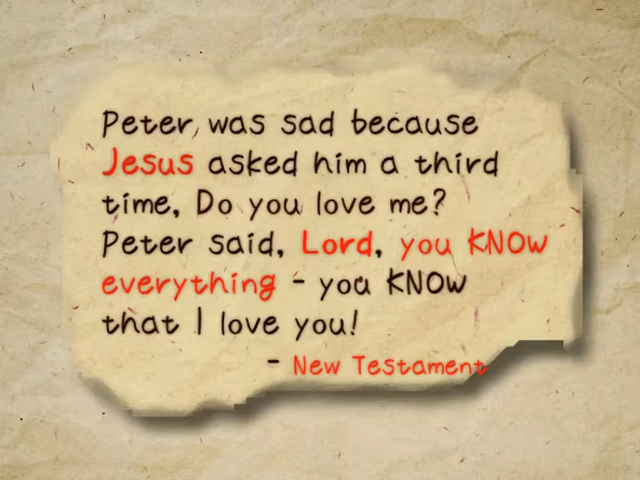 Peter, was sad because
Jesus asked him a third
time, Do you love me?
Peter said, Lord, you KNOW
everything - you KNOW
that I love you!
- New Testament